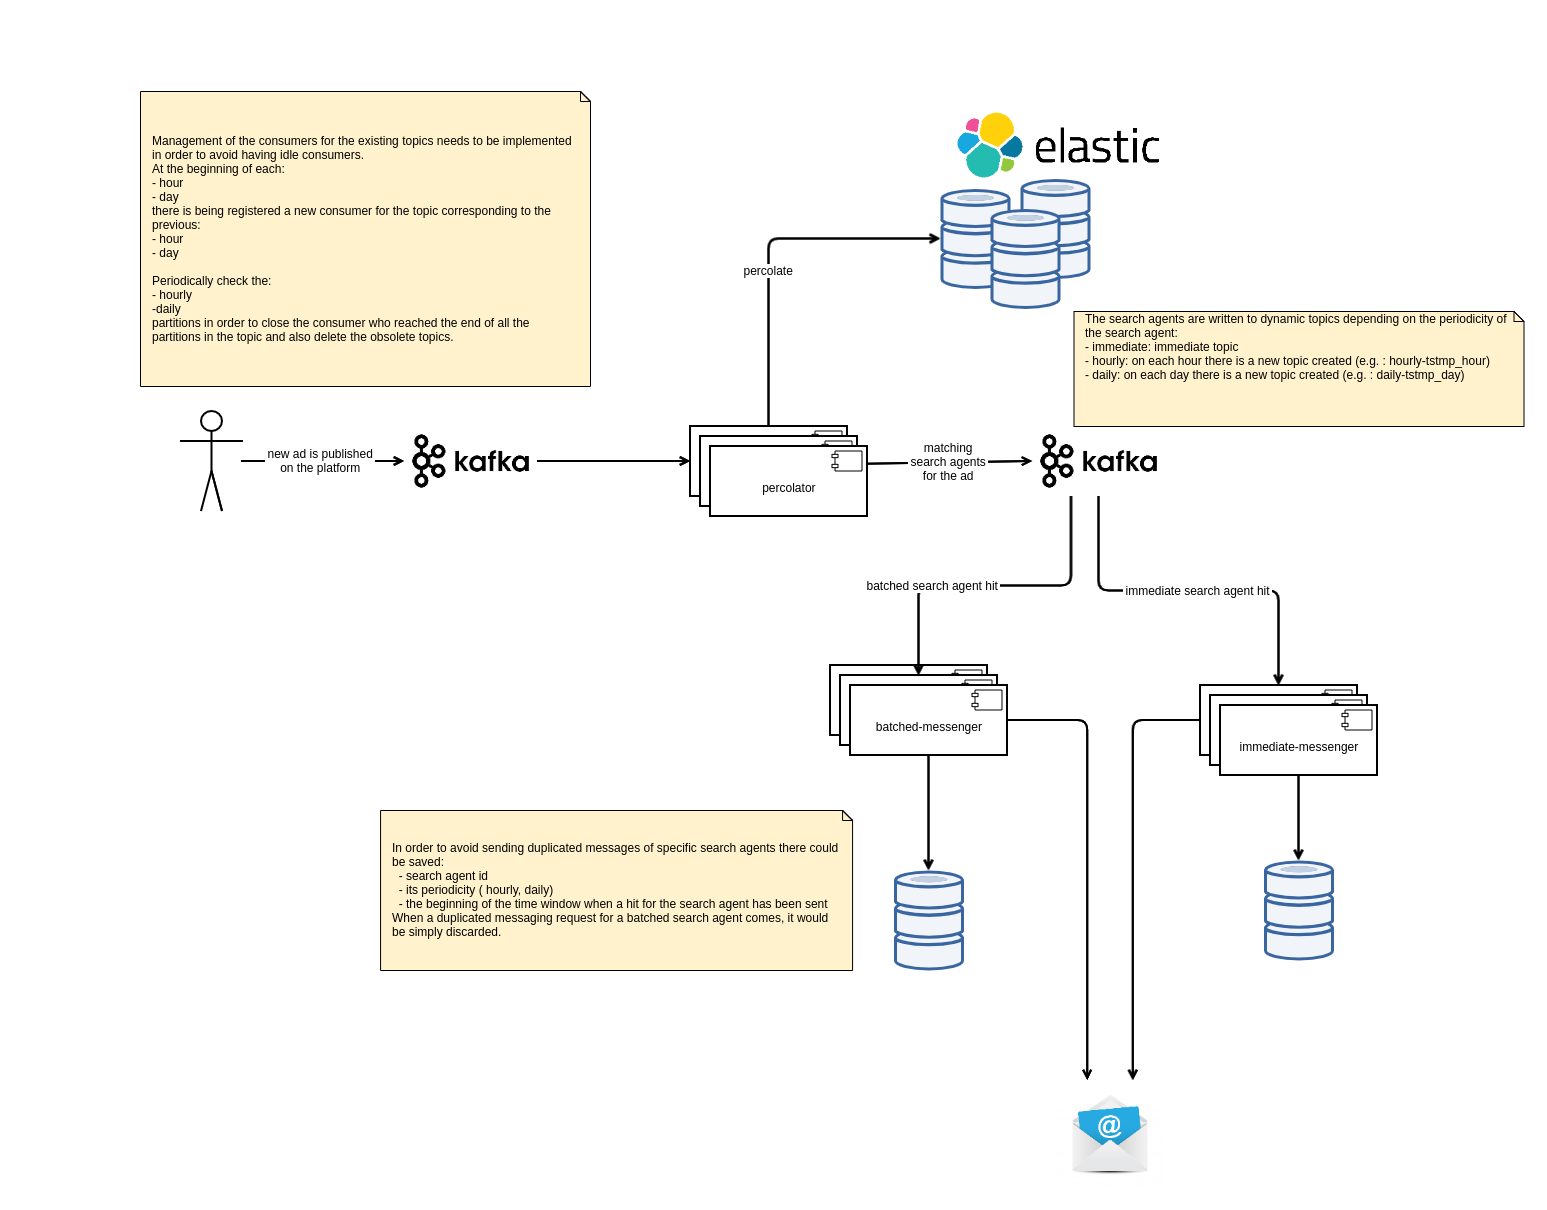 Management of the consumers for the existing topics needs to be implemented
in order to avoid having idle consumers.
At the beginning of each:
- hour
- day
there is being registered a new consumer for the topic corresponding to the
previous:
- hour
- day
Periodically check the:
- hourly
-daily
partitions in order to close the consumer who reached the end of all the
partitions in the topic and also delete the obsolete topics.
elastic
percolate
The search agents are written to dynamic topics depending on the periodicity of
the search agent:
- immediate: immediate topic
- hourly: on each hour there is a new topic created (e.g. : hourly-tstmp_hour)
- daily: on each day there is a new topic created (e.g. : daily-tstmp_day)
new ad is published
on the platform
kafka
percolator
matching
search agents
for the ad
kafka
batched search agent hit
immediate search agent hit
batched-messenger
immediate-messenger
In order to avoid sending duplicated messages of specific search agents there could
be saved:
- search agent id
- its periodicity ( hourly, daily)
- the beginning of the time window when a hit for the search agent has been sent
When a duplicated messaging request for a batched search agent comes, it would
be simply discarded.
@